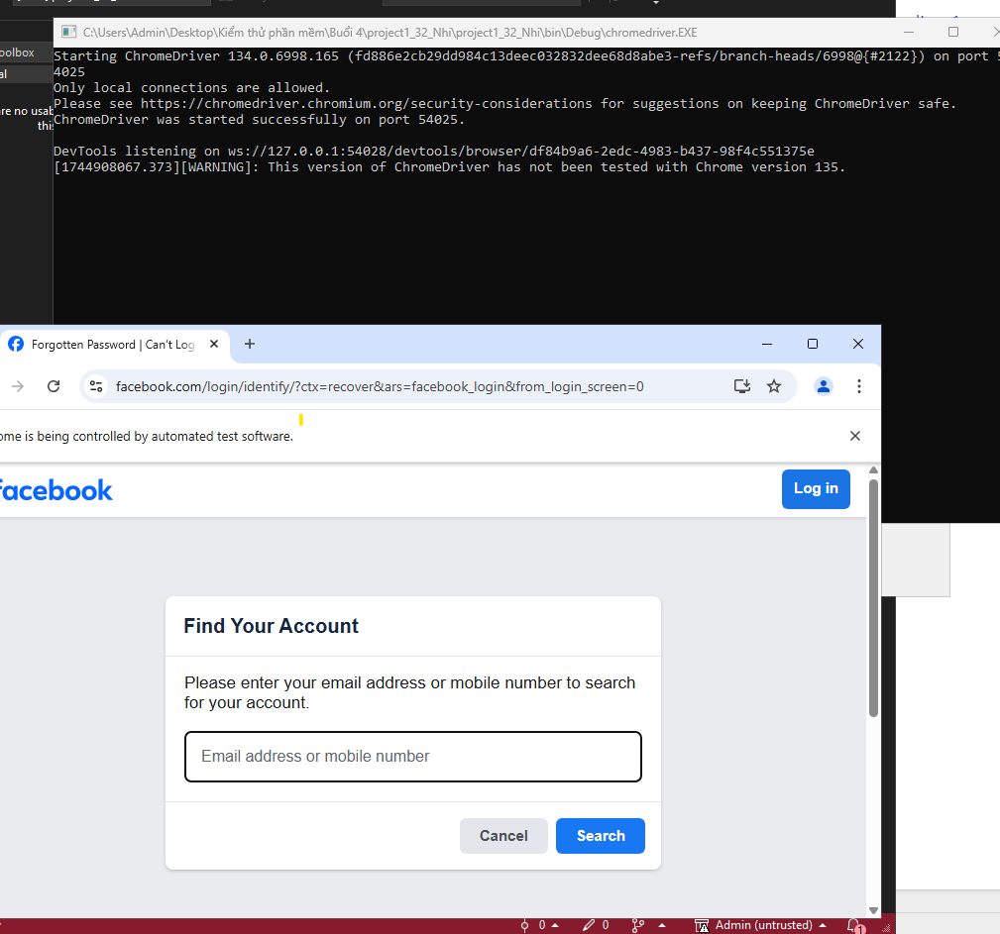 C:\Users\Admin\Desktop\Kiểm thử phần mềm\Buổi 4\project1_32_Nhi\project1_32_Nhi\bin\Debug\chromedriver.EXE
oolbox
al
are no usab
this
Starting ChromeDriver 134.0.6998.165 (fd886e2cb29dd984c13deec032832dee68d8abe3-refs/branch-heads/6998@{#2122}) on port 5
4025
Only local connections are allowed.
Please see https://chromedriver.chromium.org/security-considerations for suggestions on keeping ChromeDriver safe.
ChromeDriver was started successfully on port 54025.
DevTools listening on ws://127.0.0.1:54028/devtools/browser/df84b9a6-2edc-4983-b437-98f4c551375e
[1744908067.373][WARNING]: This version of ChromeDriver has not been tested with Chrome version 135.
Forgotten Password | Can't Log
facebook.com/login/identify/?ctx=recover&ars=facebook_login&from_login_screen=0
ome is being controlled by automated test software.
facebook
Log in
Find Your Account
Please enter your email address or mobile number to search
for your account.
Email address or mobile number
Cancel
Search
0
0
Admin (untrusted)
1